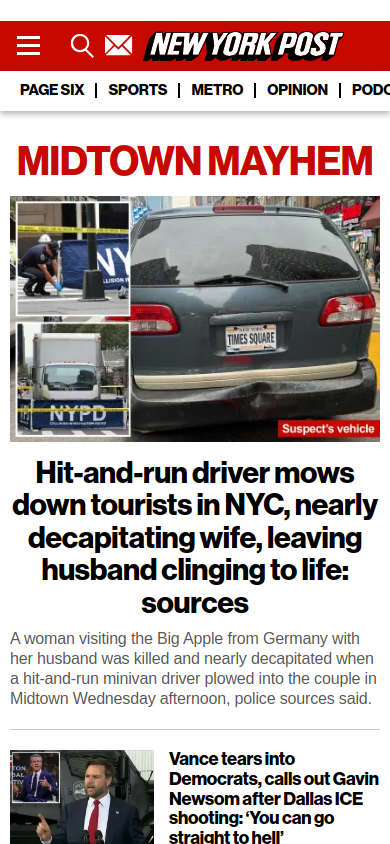 NEW YORK POST
PAGE SIX | SPORTS | METRO | OPINION | PODC
MIDTOWN MAYHEM
NY
LLISION IN
NYPD
TIMES SQUARE
Suspect's vehicle
Hit-and-run driver mows
down tourists in NYC, nearly
decapitating wife, leaving
husband clinging to life:
sources
A woman visiting the Big Apple from Germany with
her husband was killed and nearly decapitated when
a hit-and-run minivan driver plowed into the couple in
Midtown Wednesday afternoon, police sources said.
Vance tears into
Democrats, calls out Gavin
Newsom after Dallas ICE
shooting: ‘You can go
straight to hell’